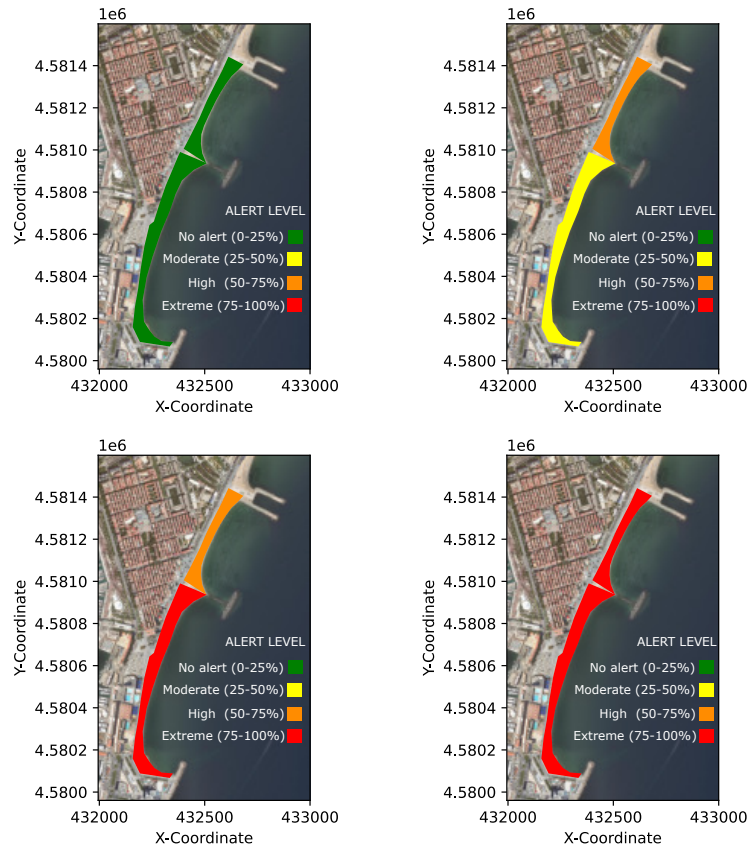 1e6
4.5814
4.5812
4.5810
4.5808
4.5806
4.5804
4.5802
4.5800
Y-Coordinate
ALERT LEVEL
No alert (0-25%)
Moderate (25-50%)
High (50-75%)
Extreme (75-100%)
432000 432500 433000
X-Coordinate
1e6
4.5814
4.5812
4.5810
4.5808
4.5806
4.5804
4.5802
4.5800
Y-Coordinate
ALERT LEVEL
No alert (0-25%)
Moderate (25-50%)
High (50-75%)
Extreme (75-100%)
432000 432500 433000
X-Coordinate
1e6
4.5814
4.5812
4.5810
4.5808
4.5806
4.5804
4.5802
4.5800
Y-Coordinate
ALERT LEVEL
No alert (0-25%)
Moderate (25-50%)
High (50-75%)
Extreme (75-100%)
432000 432500 433000
X-Coordinate
1e6
4.5814
4.5812
4.5810
4.5808
4.5806
4.5804
4.5802
4.5800
Y-Coordinate
ALERT LEVEL
No alert (0-25%)
Moderate (25-50%)
High (50-75%)
Extreme (75-100%)
432000 432500 433000
X-Coordinate